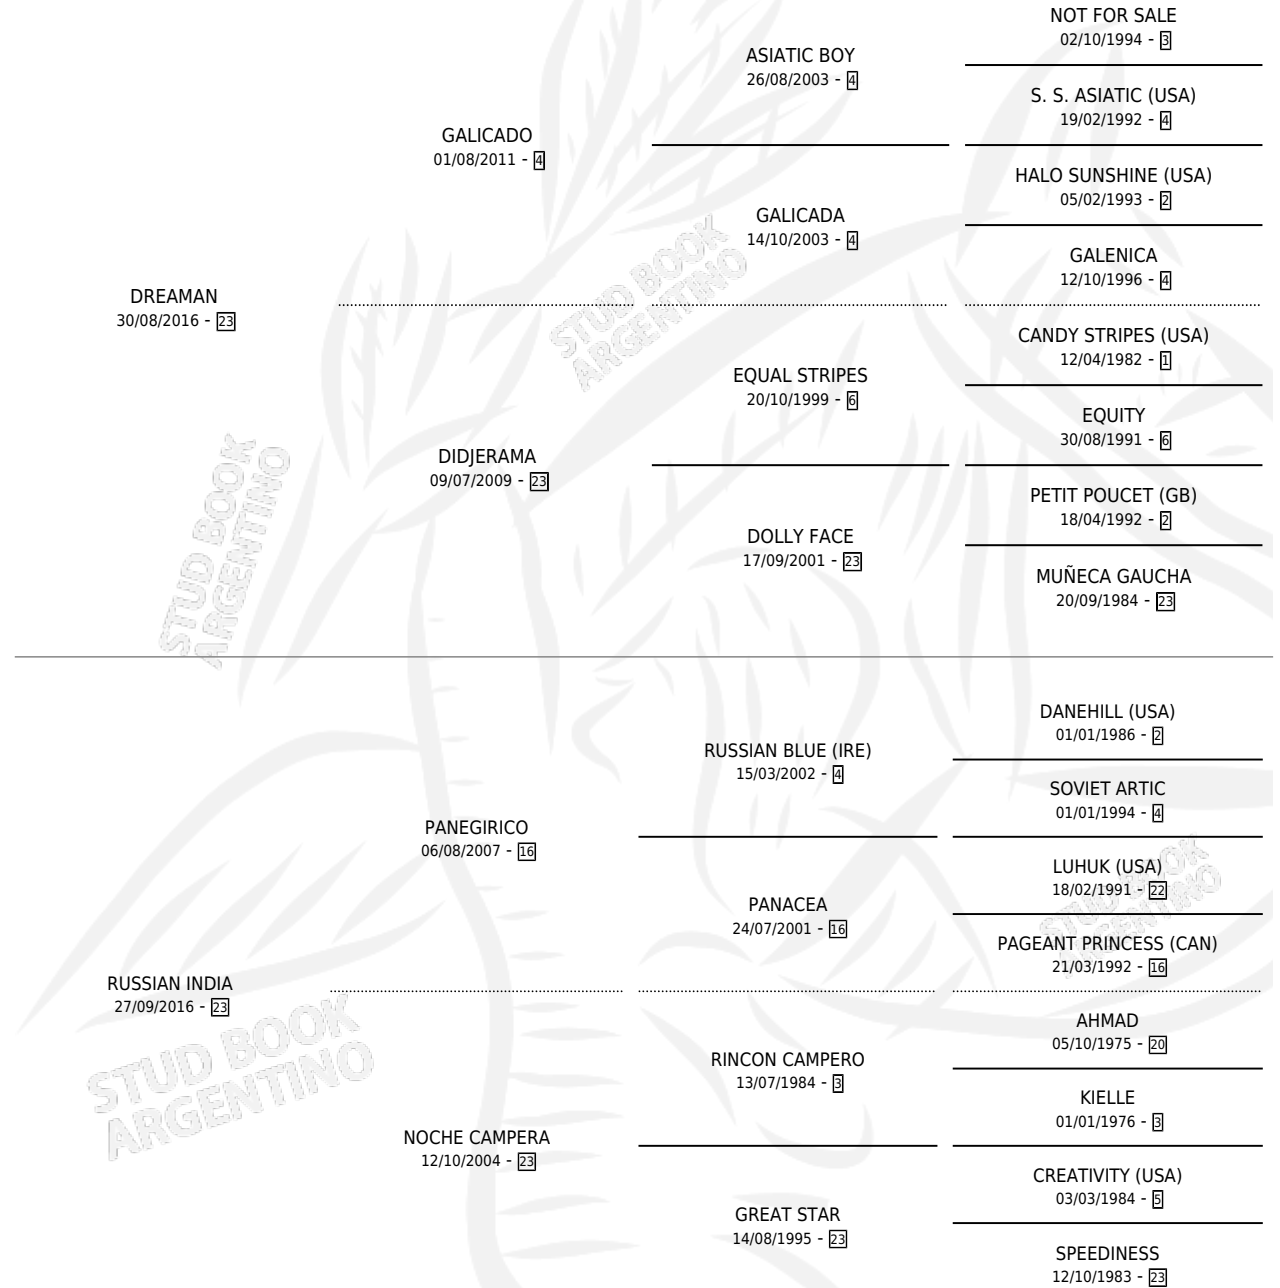 NOT FOR SALE
02/10/1994 - 3
ASIATIC BOY
26/08/2003 - 4
S. S. ASIATIC (USA)
19/02/1992 - 4
GALICADO
01/08/2011 - 4
HALO SUNSHINE (USA)
05/02/1993 - 2
GALICADA
14/10/2003 - 4
GALENICA
12/10/1996 - 4
DREAMAN
30/08/2016 - 23
CANDY STRIPES (USA)
12/04/1982 - 1
EQUAL STRIPES
20/10/1999 - 6
EQUITY
30/08/1991 - 6
DIDJERAMA
09/07/2009 - 23
PETIT POUCET (GB)
18/04/1992 - 2
DOLLY FACE
17/09/2001 - 23
MUÑECA GAUCHA
20/09/1984 - 23
DANEHILL (USA)
01/01/1986 - 2
RUSSIAN BLUE (IRE)
15/03/2002 - 4
SOVIET ARTIC
01/01/1994 - 4
PANEGIRICO
06/08/2007 - 16
LUHUK (USA)
18/02/1991 - 22
PANACEA
24/07/2001 - 16
PAGEANT PRINCESS (CAN)
21/03/1992 - 16
RUSSIAN INDIA
27/09/2016 - 23
AHMAD
05/10/1975 - 20
RINCON CAMPERO
13/07/1984 - 3
KIELLE
01/01/1976 - 3
NOCHE CAMPERA
12/10/2004 - 23
CREATIVITY (USA)
03/03/1984 - 5
GREAT STAR
14/08/1995 - 23
SPEEDINESS
12/10/1983 - 23
STUD BOOK
ARGENTINO
STUD BOOK
ARGENTINO
STUD BOOK
ARGENTINO
STUD BOOK
ARGENTINO